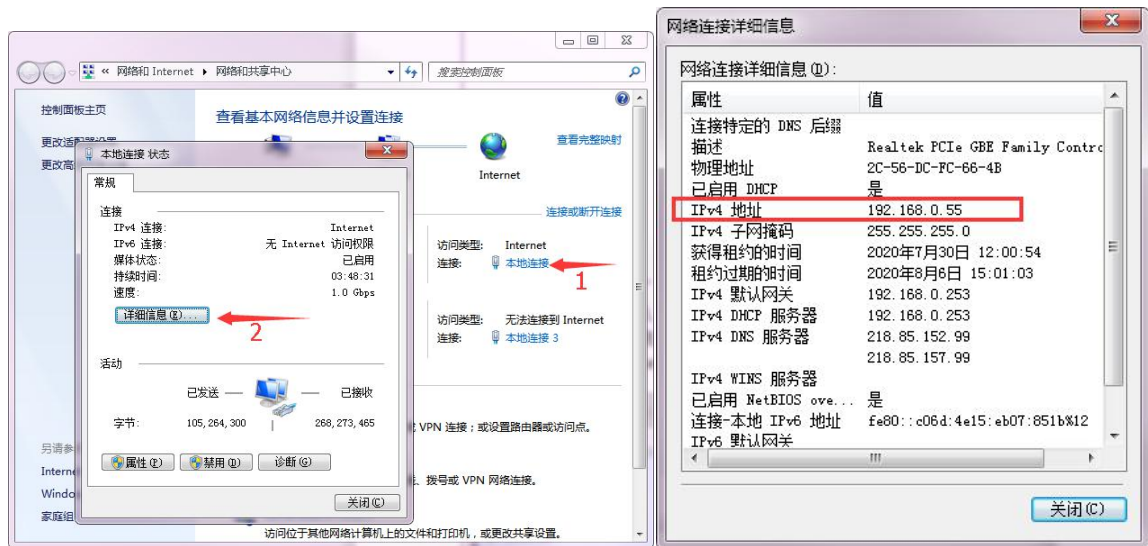 « 网络和 Internet ▸ 网络和共享中心
搜索控制面板
控制面板主页
更改适配器设置
更改高
查看基本网络信息并设置连接
查看完整映射
Internet
连接或断开连接
访问类型: Internet
连接: 本地连接
1
访问类型: 无法连接到 Internet
连接: 本地连接 3
VPN 连接；或设置路由器或访问点。
、拨号或 VPN 网络连接。
访问位于其他网络计算机上的文件和打印机，或更改共享设置。
另请参
Interne
Windo
家庭组
本地连接 状态
常规
连接
IPv4 连接: Internet
IPv6 连接: 无 Internet 访问权限
媒体状态: 已启用
持续时间: 03:48:31
速度: 1.0 Gbps
详细信息(E)...
2
活动
已发送 — — 已接收
字节: 105,264,300 | 268,273,465
属性(P) 禁用(D) 诊断(G)
关闭(C)
网络连接详细信息
网络连接详细信息(D):
属性 值
连接特定的 DNS 后缀
描述 Realtek PCIe GBE Family Contro
物理地址 2C-56-DC-FC-66-4B
已启用 DHCP 是
IPv4 地址 192.168.0.55
IPv4 子网掩码 255.255.255.0
获得租约的时间 2020年7月30日 12:00:54
租约过期的时间 2020年8月6日 15:01:03
IPv4 默认网关 192.168.0.253
IPv4 DHCP 服务器 192.168.0.253
IPv4 DNS 服务器 218.85.152.99
218.85.157.99
IPv4 WINS 服务器
已启用 NetBIOS ove... 是
连接-本地 IPv6 地址 fe80::c06d:4e15:eb07:851b%12
IPv6 默认网关
关闭(C)